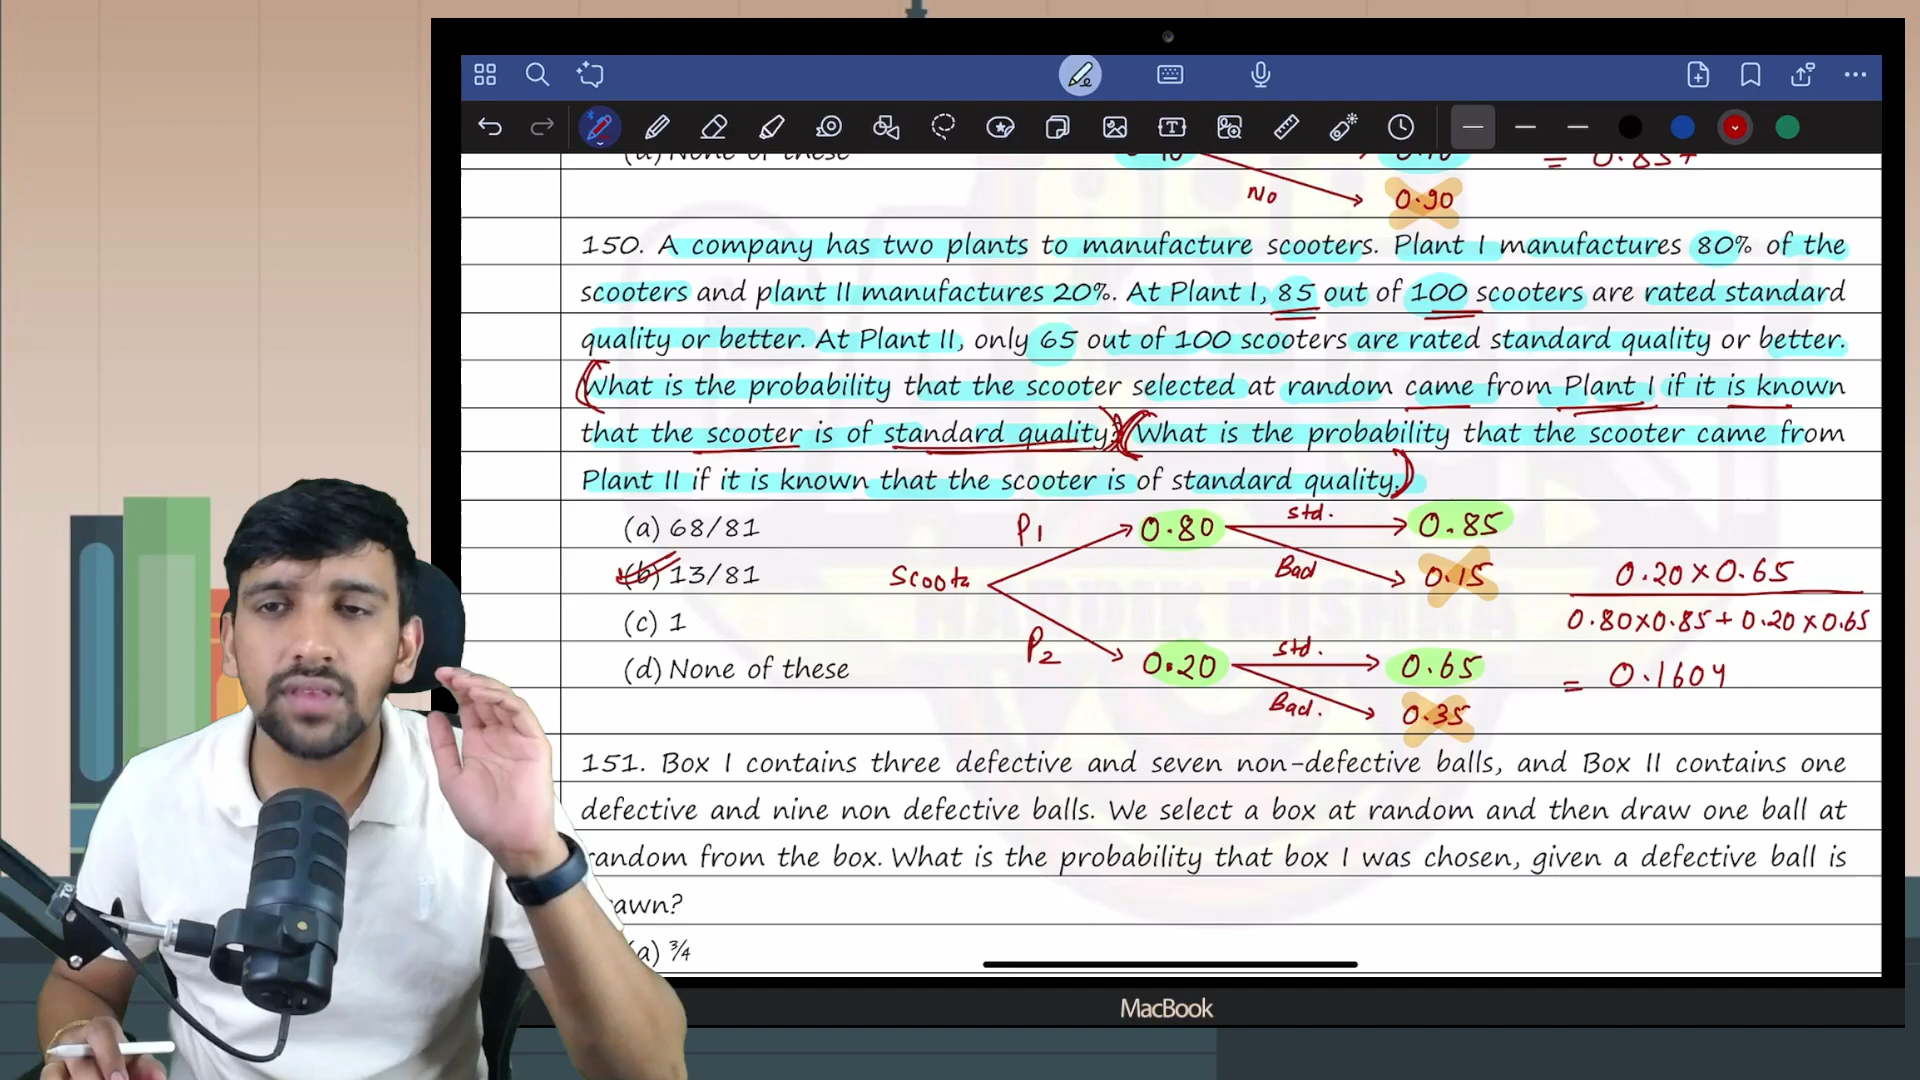 (d) None of these
No
0.90
150. A company has two plants to manufacture scooters. Plant I manufactures 80% of the
scooters and plant II manufactures 20%. At Plant I, 85 out of 100 scooters are rated standard
quality or better. At Plant II, only 65 out of 100 scooters are rated standard quality or better.
What is the probability that the scooter selected at random came from Plant I if it is known
that the scooter is of standard quality? What is the probability that the scooter came from
Plant II if it is known that the scooter is of standard quality.
(a) 68/81
P1
0.80
std.
0.85
(b) 13/81
Bad
0.15
0.20 × 0.65
(c) 1
0.80×0.85 + 0.20 × 0.65
P2
(d) None of these
0.20
std.
0.65
= 0.1604
Bad.
0.35
151. Box I contains three defective and seven non-defective balls, and Box II contains one
defective and nine non defective balls. We select a box at random and then draw one ball at
random from the box. What is the probability that box I was chosen, given a defective ball is
awn?
(a) ¾
MacBook